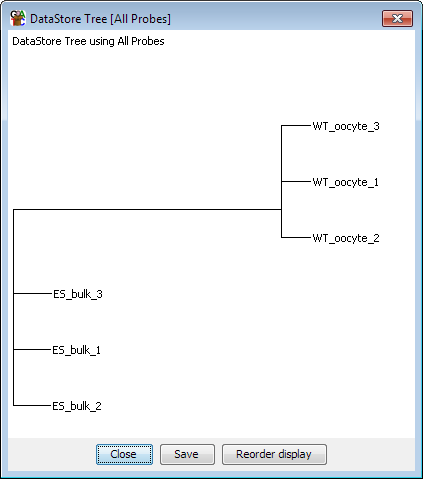 DataStore Tree [All Probes]
DataStore Tree using All Probes
WT_oocyte_3
WT_oocyte_1
WT_oocyte_2
ES_bulk_3
ES_bulk_1
ES_bulk_2
Close Save Reorder display